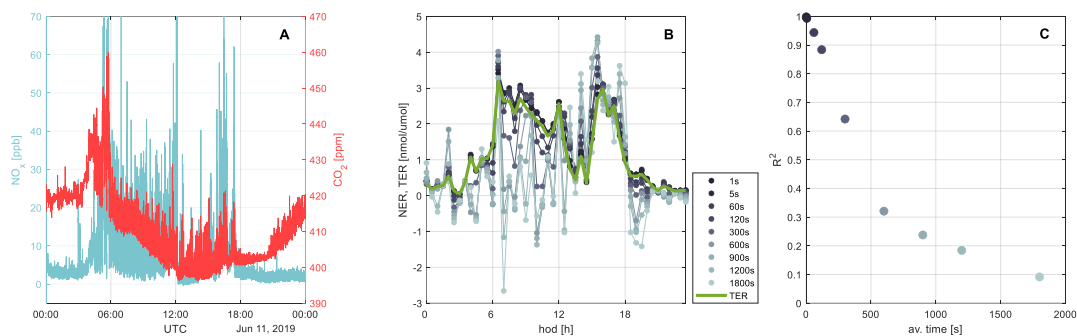 A
NOx [ppb]
70
60
50
40
30
20
10
0
470
460
450
440
430
420
410
400
390
CO2 [ppm]
00:00 06:00 12:00 18:00 00:00
UTC
Jun 11, 2019
B
NER, TER [nmol/umol]
5
4
3
2
1
0
-1
-2
-3
0 6 12 18
hod [h]
1s
5s
60s
120s
300s
600s
900s
1200s
1800s
TER
C
R2
1
0.9
0.8
0.7
0.6
0.5
0.4
0.3
0.2
0.1
0
0 500 1000 1500 2000
av. time [s]